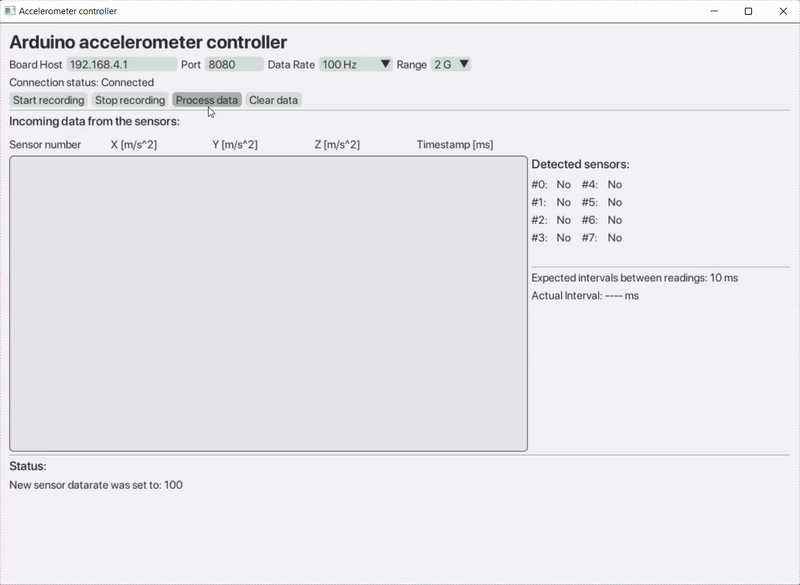 Accelerometer controller
Arduino accelerometer controller
Board Host 192.168.4.1 Port 8080 Data Rate 100 Hz Range 2 G
Connection status: Connected
Start recording Stop recording Process data Clear data
Incoming data from the sensors:
Sensor number X [m/s^2] Y [m/s^2] Z [m/s^2] Timestamp [ms]
Detected sensors:
#0: No #4: No
#1: No #5: No
#2: No #6: No
#3: No #7: No
Expected intervals between readings: 10 ms
Actual Interval: ---- ms
Status:
New sensor datarate was set to: 100